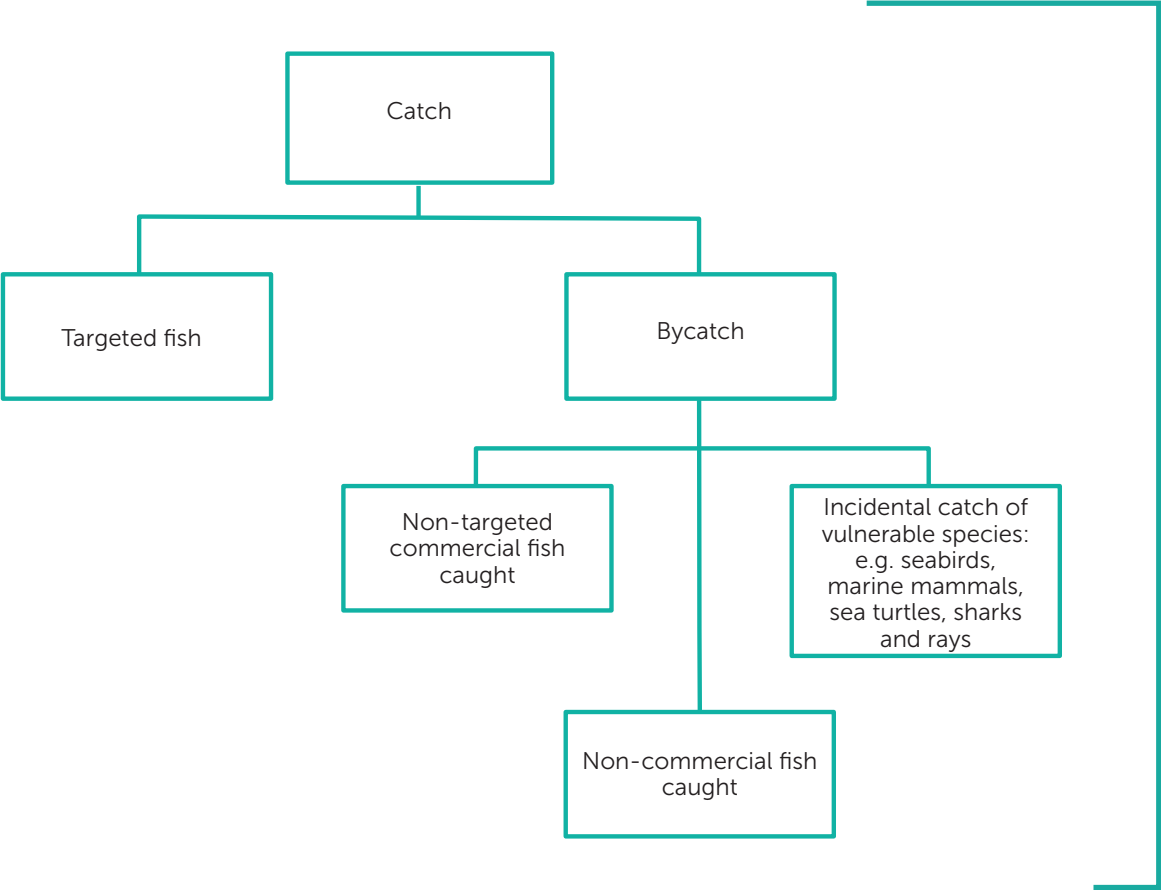 Catch
Targeted fish
Bycatch
Non-targeted
commercial fish
caught
Incidental catch of
vulnerable species:
e.g. seabirds,
marine mammals,
sea turtles, sharks
and rays
Non-commercial fish
caught